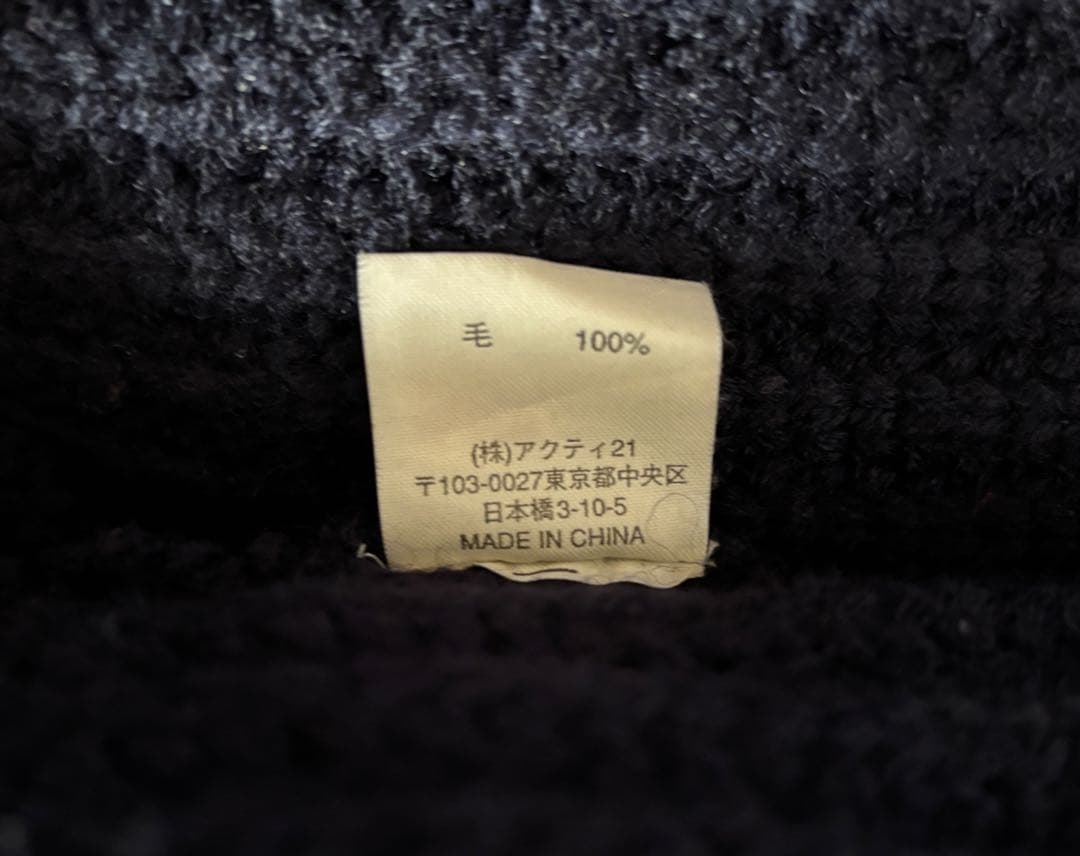 毛 100%
(株)アクティ21
〒103-0027東京都中央区
日本橋3-10-5
MADE IN CHINA